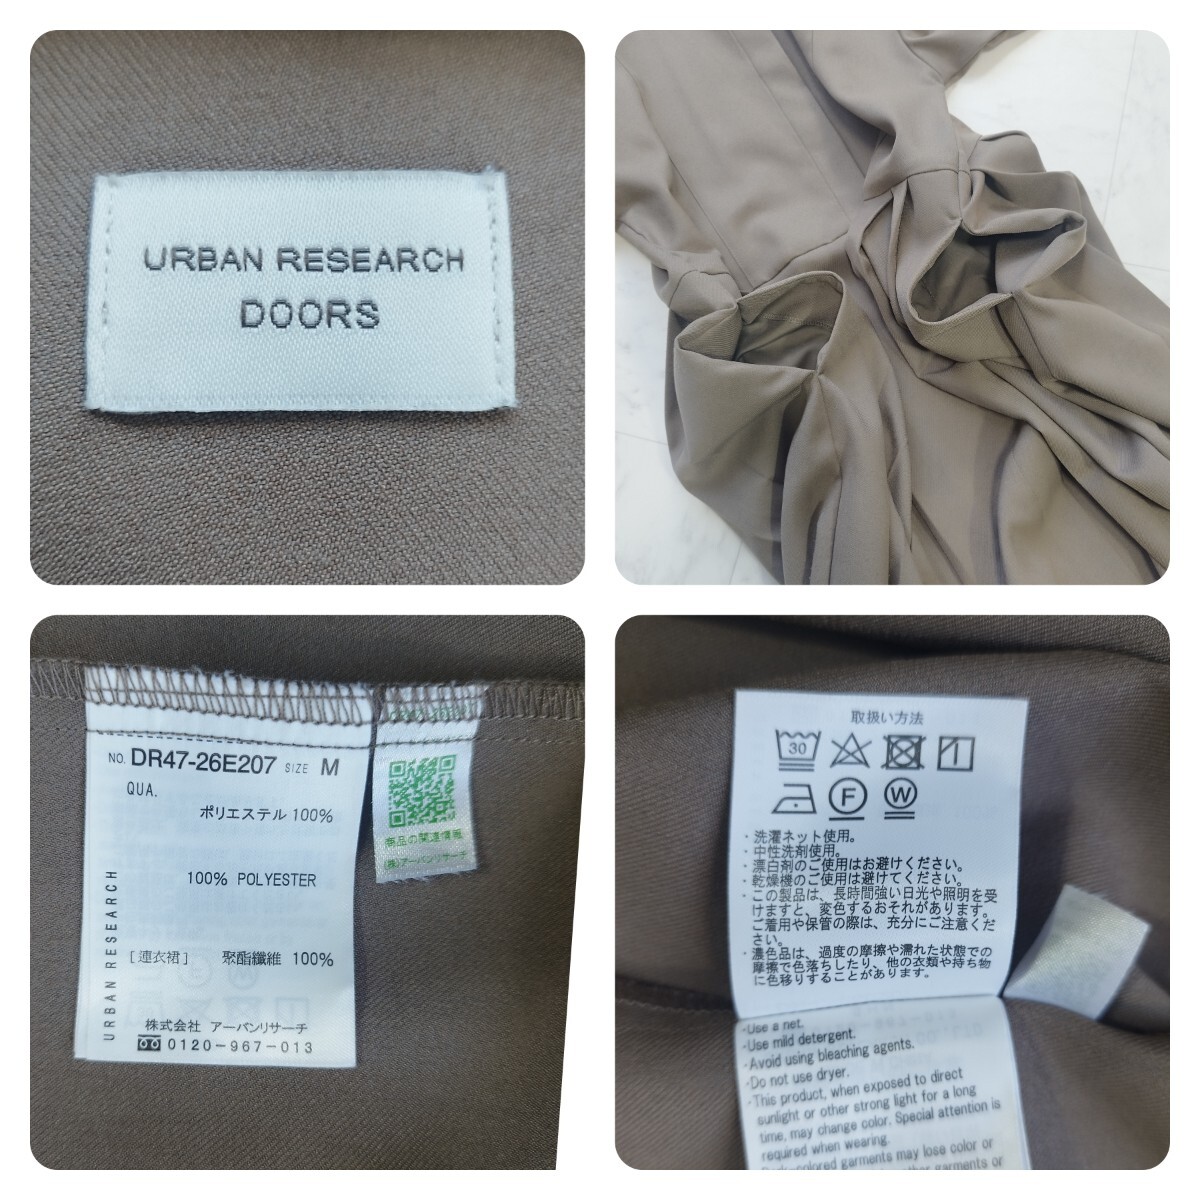 URBAN RESEARCH
DOORS
NO. DR47-26E207 SIZE M
QUA.
ポリエステル 100%
100% POLYESTER
[連衣裙] 聚酯纖維 100%
URBAN RESEARCH
株式会社 アーバンリサーチ
0120-967-013
商品の関連情報
(株)アーバンリサーチ
取扱い方法
30
F
W
・洗濯ネット使用。
・中性洗剤使用。
・漂白剤のご使用はお避けください。
・乾燥機のご使用は避けてください。
・この製品は、長時間強い日光や照明を受
けますと、変色するおそれがあります。
ご着用や保管の際は、充分にご注意くだ
さい。
・濃色品は、過度の摩擦や濡れた状態での
摩擦で色落ちしたり、他の衣類や持ち物
に色移りすることがあります。
・Use a net.
・Use mild detergent.
・Avoid using bleaching agents.
・Do not use dryer.
・This product, when exposed to direct
sunlight or other strong light for a long
time, may change color. Special attention is
required when wearing.
garments may lose color or
garments or